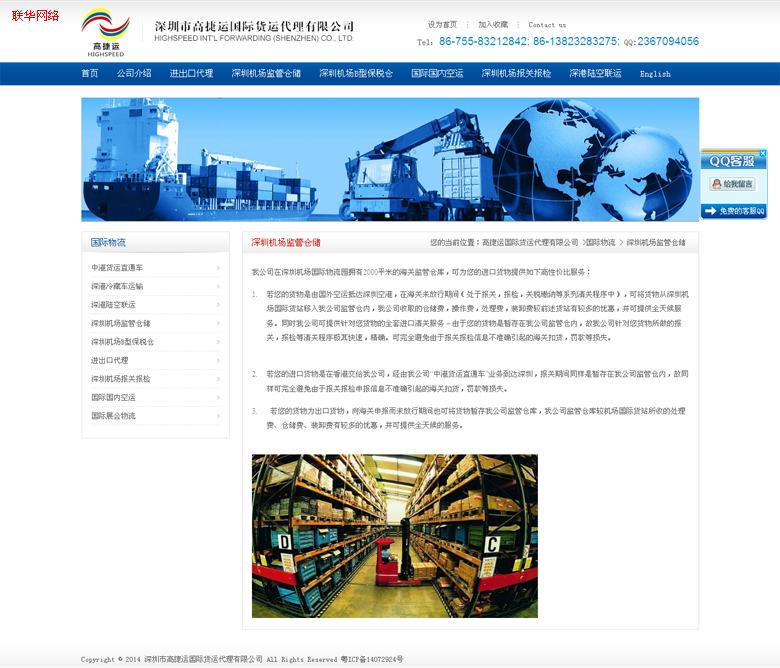 联华网络
高捷运
HIGHSPEED
深圳市高捷运国际货运代理有限公司
HIGHSPEED INT'L FORWARDING (SHENZHEN) CO., LTD.
设为首页 ⋮ 加入收藏 ⋮ Contact us
Tel: 86-755-83212842; 86-13823283275; QQ:2367094056
首页 公司介绍 进出口代理 深圳机场监管仓储 深圳机场B型保税仓 国际国内空运 深圳机场报关报检 深港陆空联运 English
QQ客服
给我留言
免费的客服QQ
国际物流
中港货运直通车
深港冷藏车运输
深港陆空联运
深圳机场监管仓储
深圳机场B型保税仓
进出口代理
深圳机场报关报检
国际国内空运
国际展会物流
深圳机场监管仓储
您的当前位置：高捷运国际货运代理有限公司 >国际物流 > 深圳机场监管仓储
我公司在深圳机场国际物流园拥有2000平米的海关监管仓库，可为您的进口货物提供如下高性价比服务：
1. 若您的货物是由国外空运抵达深圳空港，在海关未放行期间（处于报关，报检，关税缴纳等系列清关程序中），可将货物从深圳机
场国际货站移入我公司监管仓内，我公司收取的仓储费，操作费，处理费，装卸费较前述货站有较多的优惠，并可提供全天候服
务。同时我公司可提供针对您货物的全套进口清关服务－由于您的货物是暂存在我公司监管仓内，故我公司针对您货物所做的报
关，报检等清关程序极其快速，精确。可完全避免由于报关报检信息不准确引起的海关扣货，罚款等损失。
2. 若您的进口货物是在香港交给我公司，经由我公司“中港货运直通车”业务到达深圳，报关期间同样是暂存在我公司监管仓内，故同
样可完全避免由于报关报检申报信息不准确引起的海关扣货，罚款等损失。
3. 若您的货物为出口货物，向海关申报而未放行期间也可将货物暂存我公司监管仓库，我公司监管仓库较机场国际货站所收的处理
费、仓储费、装卸费有较多的优惠，并可提供全天候的服务。
D
C
Copyright © 2014 深圳市高捷运国际货运代理有限公司 All Rights Reserved 粤ICP备14072924号